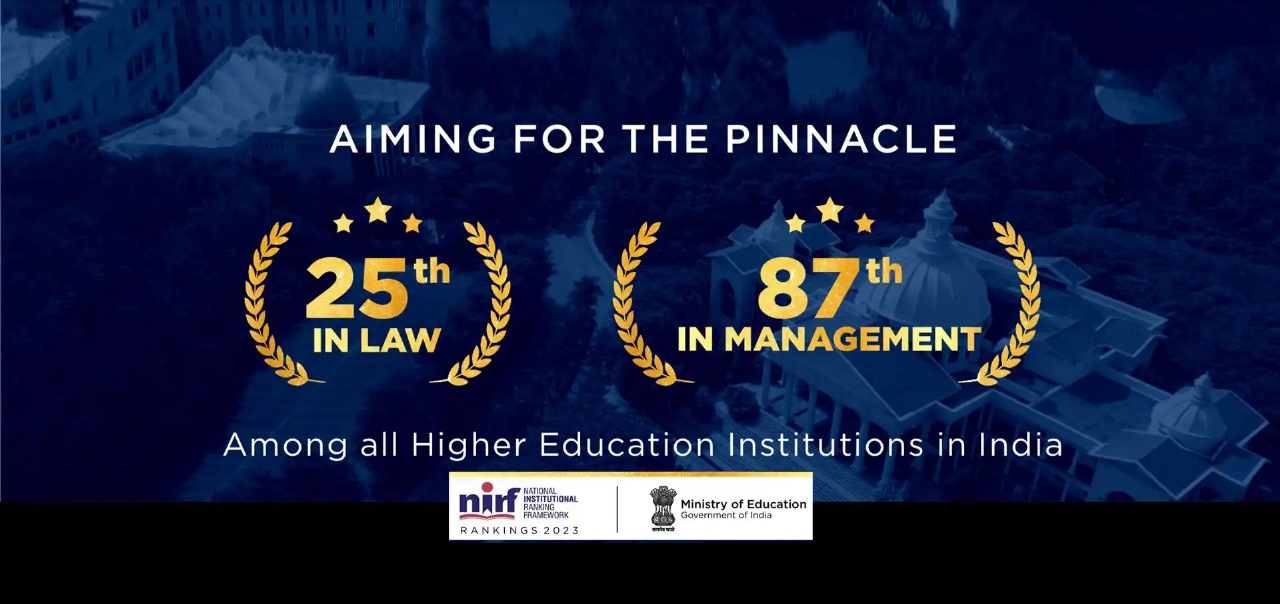 AIMING FOR THE PINNACLE
25th
IN LAW
87th
IN MANAGEMENT
Among all Higher Education Institutions in India
nirf
NATIONAL
INSTITUTIONAL
RANKING
FRAMEWORK
RANKINGS 2023
सत्यमेव जयते
Ministry of Education
Government of India